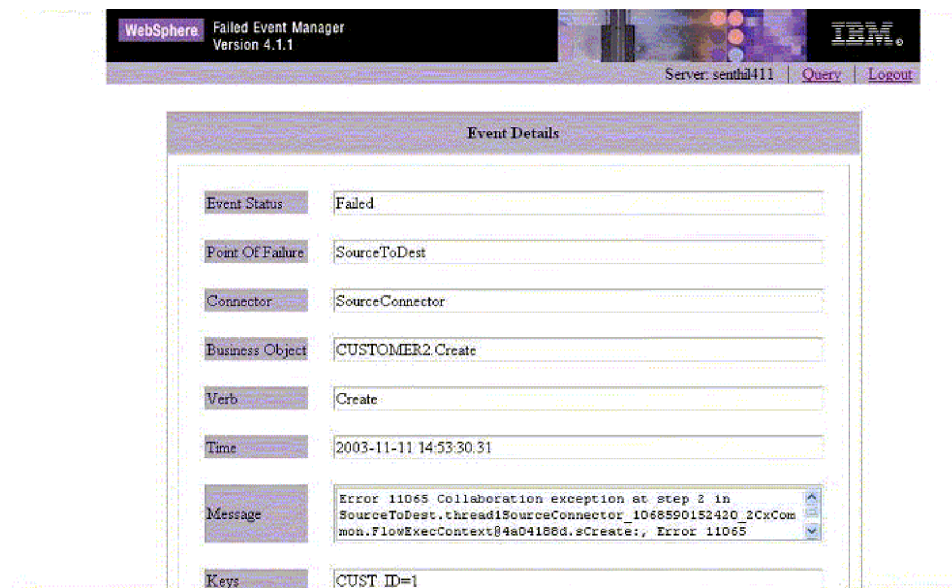 WebSphere Failed Event Manager
Version 4.1.1
IBM.
Server: senthil411 | Query | Logout
Event Details
Event Status Failed
Point Of Failure SourceToDest
Connector SourceConnector
Business Object CUSTOMER2.Create
Verb Create
Time 2003-11-11 14:53:30.31
Message Error 11065 Collaboration exception at step 2 in
SourceToDest.thread1SourceConnector_1068590152420_2CxCom
mon.FlowExecContext@4a04188d.sCreate:, Error 11065
Keys CUST_ID=1